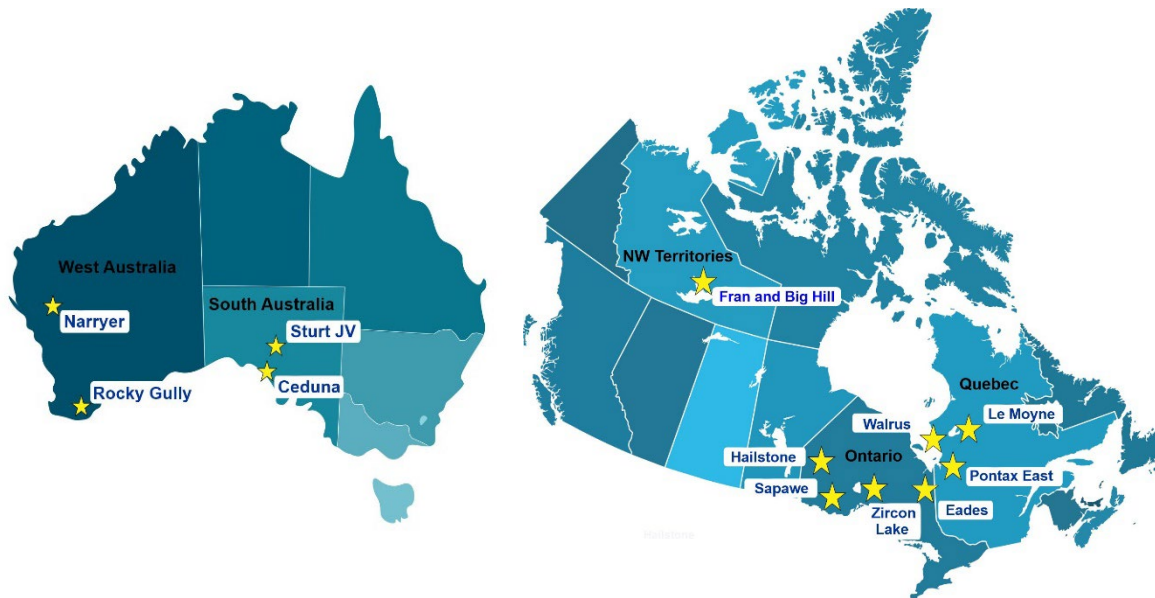 West Australia
Narryer
Rocky Gully
South Australia
Sturt JV
Ceduna
NW Territories
Fran and Big Hill
Quebec
Le Moyne
Walrus
Hailstone
Ontario
Sapawe
Pontax East
Zircon
Lake
Eades
Hailstone